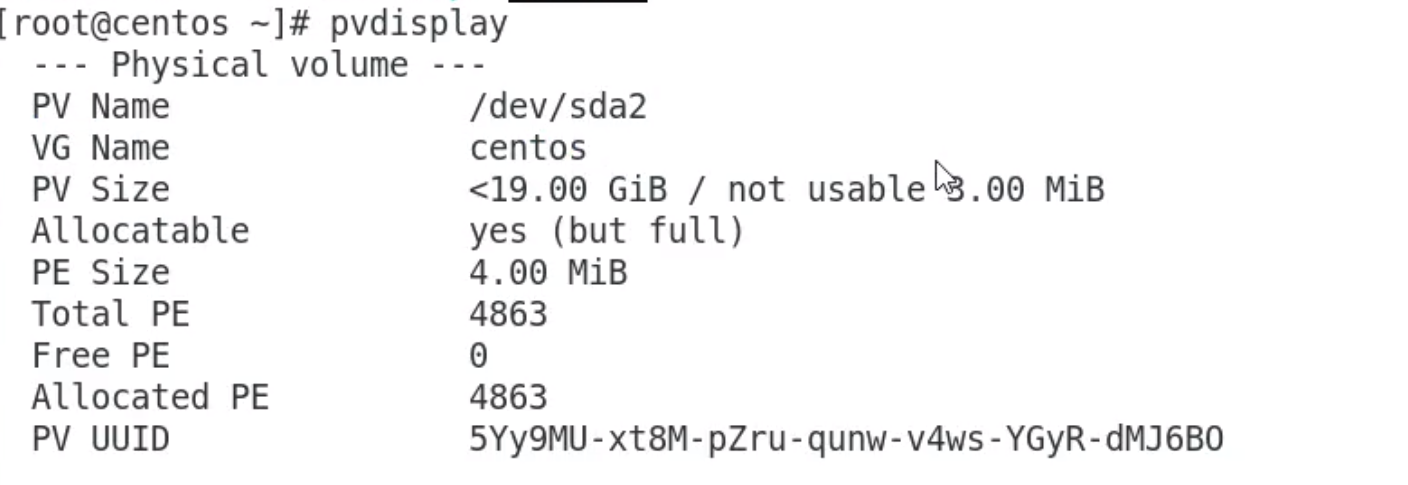 [root@centos ~]# pvdisplay
  --- Physical volume ---
  PV Name               /dev/sda2
  VG Name               centos
  PV Size               <19.00 GiB / not usable 3.00 MiB
  Allocatable           yes (but full)
  PE Size               4.00 MiB
  Total PE              4863
  Free PE               0
  Allocated PE          4863
  PV UUID               5Yy9MU-xt8M-pZru-qunw-v4ws-YGyR-dMJ6BO